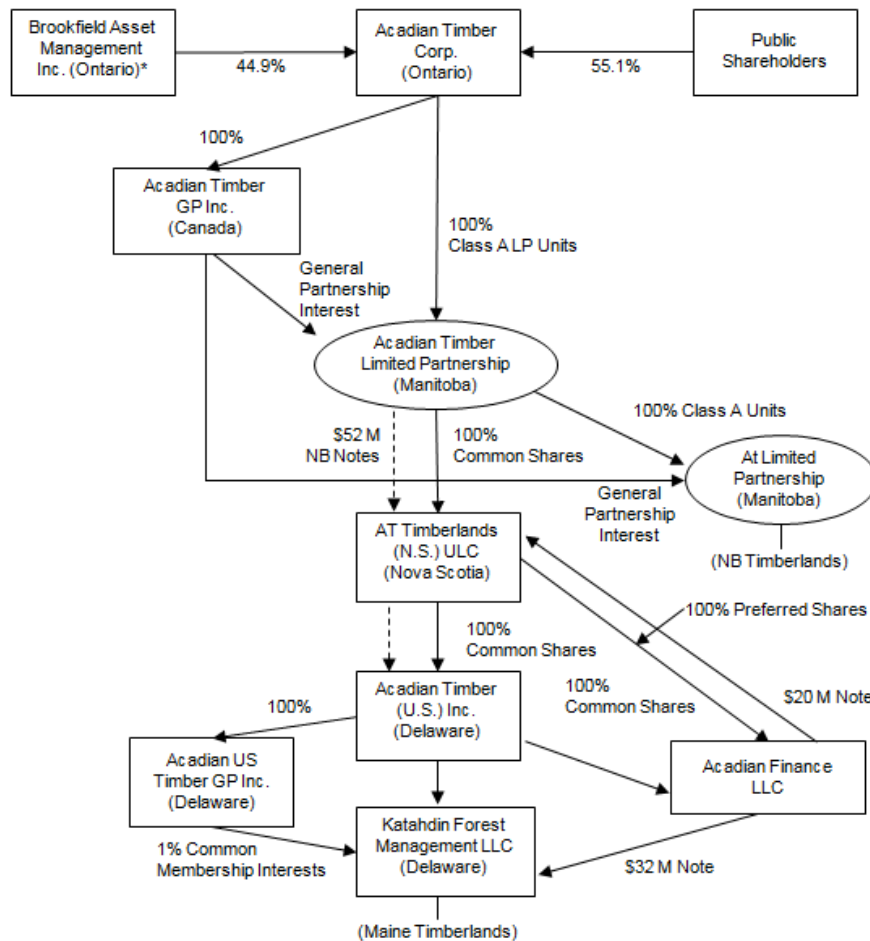 Brookfield Asset
Management
Inc. (Ontario)*
44.9%
Acadian Timber
Corp.
(Ontario)
55.1%
Public
Shareholders
100%
Acadian Timber
GP Inc.
(Canada)
100%
Class A LP Units
General
Partnership
Interest
Acadian Timber
Limited Partnership
(Manitoba)
100% Class A Units
$52 M
NB Notes
100%
Common Shares
At Limited
Partnership
(Manitoba)
General
Partnership
Interest
AT Timberlands
(N.S.) ULC
(Nova Scotia)
(NB Timberlands)
100% Preferred Shares
100%
Common Shares
100%
Common Shares
$20 M Note
100%
Acadian Timber
(U.S.) Inc.
(Delaware)
Acadian US
Timber GP Inc.
(Delaware)
Acadian Finance
LLC
Katahdin Forest
Management LLC
(Delaware)
1% Common
Membership Interests
$32 M Note
(Maine Timberlands)